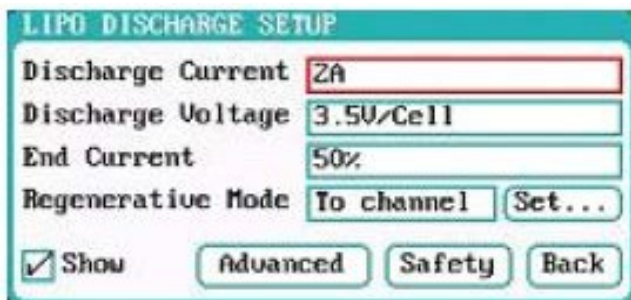 LIPO DISCHARGE SETUP
Discharge Current 2A
Discharge Voltage 3.5V/Cell
End Current 50%
Regenerative Mode To channel Set...
Show Advanced Safety Back